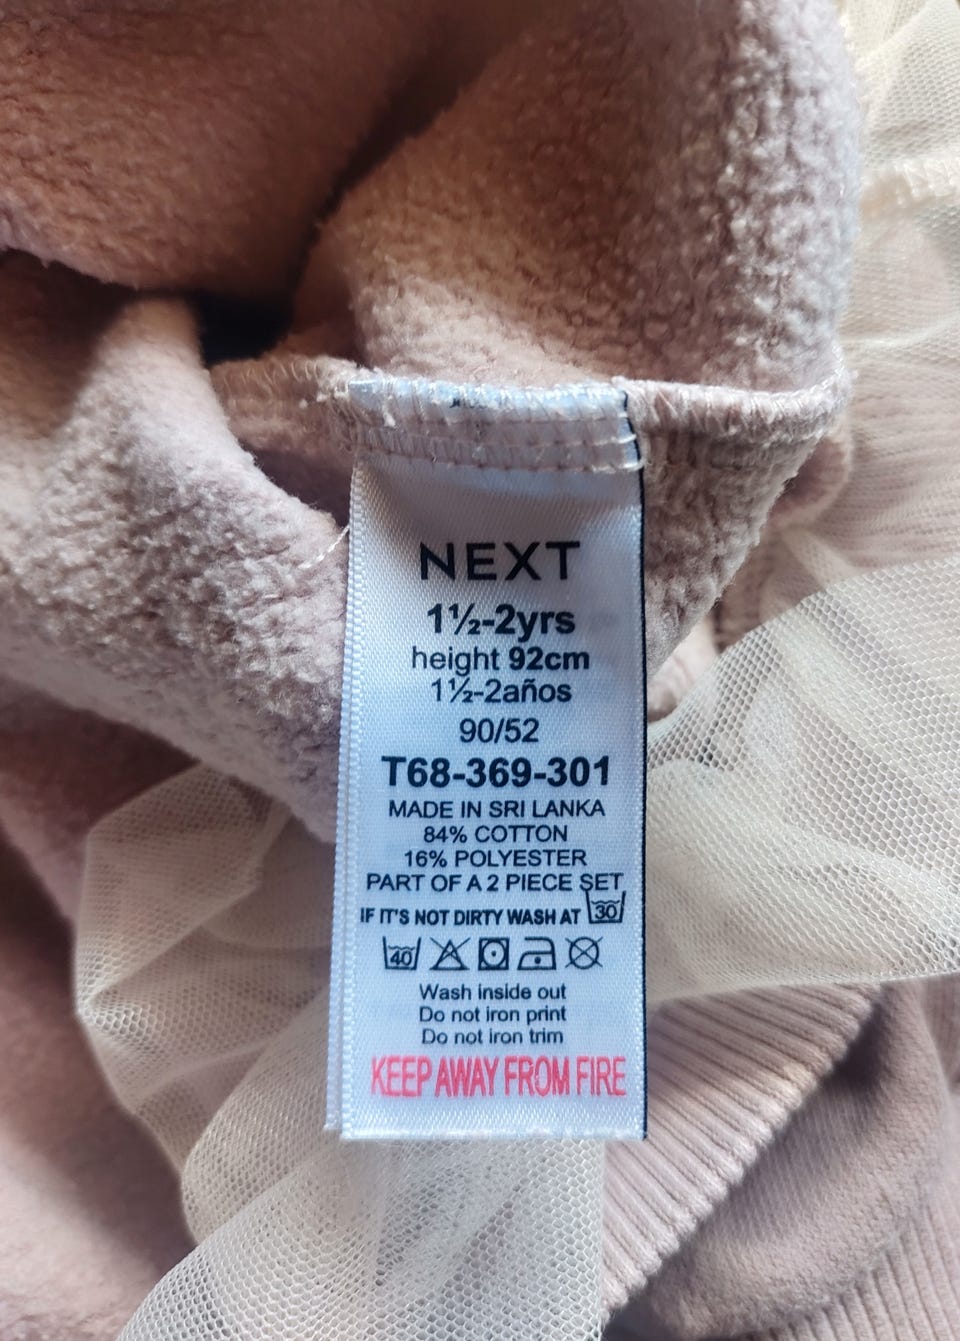 NEXT
1½-2yrs
height 92cm
1½-2años
90/52
T68-369-301
MADE IN SRI LANKA
84% COTTON
16% POLYESTER
PART OF A 2 PIECE SET
IF IT'S NOT DIRTY WASH AT 30
40
Wash inside out
Do not iron print
Do not iron trim
KEEP AWAY FROM FIRE